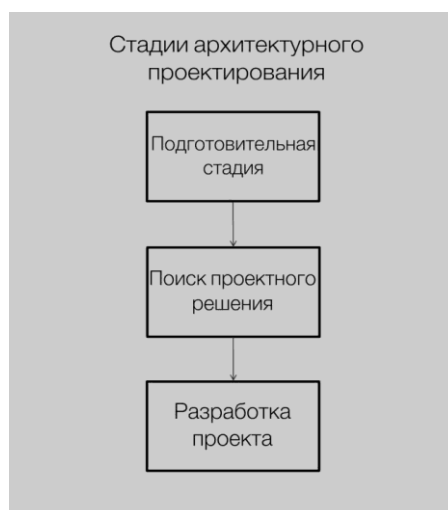 Стадии архитектурного
проектирования
Подготовительная
стадия
Поиск проектного
решения
Разработка
проекта